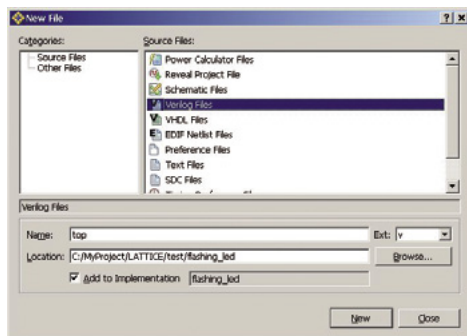 New File
Categories:
Source Files
Other Files
Source Files:
Power Calculator Files
Reveal Project File
Schematic Files
Verilog Files
VHDL Files
EDIF Netlist Files
Preference Files
Text Files
SDC Files
Verilog Files
Name: top Ext: v
Location: C:/MyProject/LATTICE/test/flashing_led Browse...
Add to Implementation flashing_led
New Close